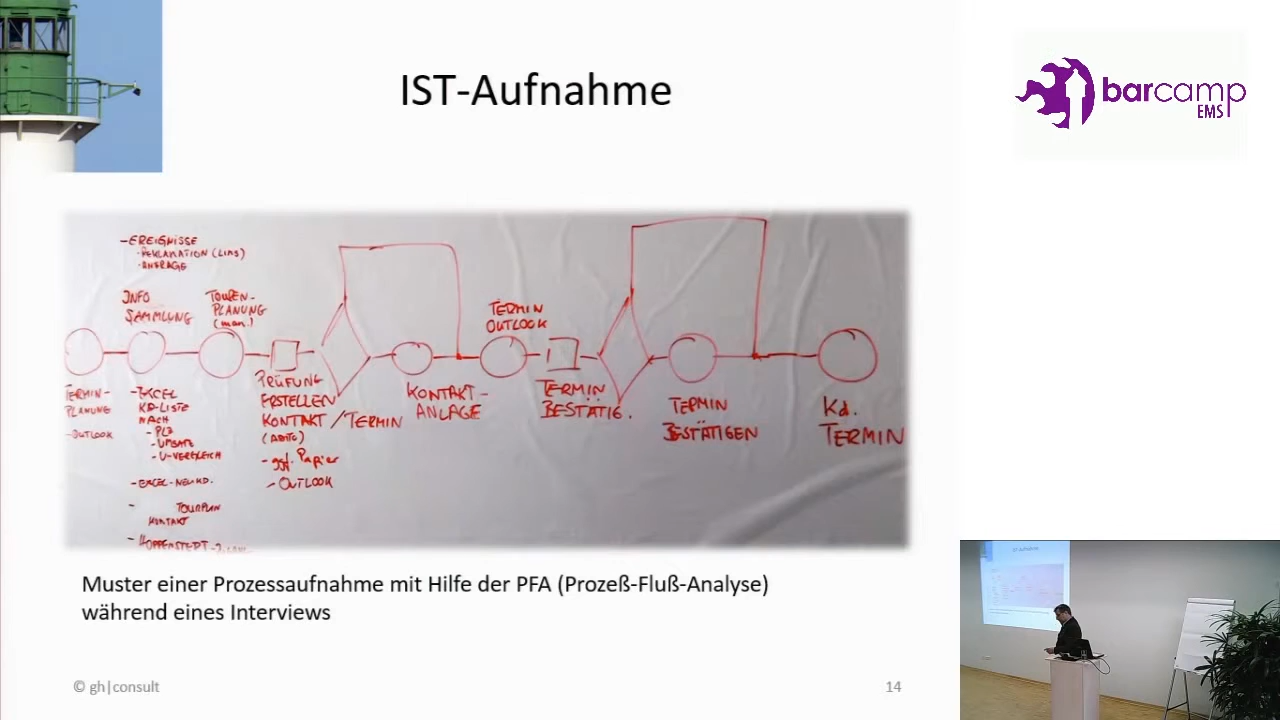 IST-Aufnahme
barcamp
EMS
- EREIGNISSE
· REKLAMATION (LIMS)
· ANFRAGE
INFO
SAMMLUNG
TOUREN-
PLANUNG
(man.)
TERMIN
OUTLOOK
TERMIN-
PLANUNG
- OUTLOOK
- EXCEL
KD-LISTE
NACH
- PLZ
- UMSATZ
- U-VERGLEICH
- EXCEL-NEUKD.
- TOURPLAN
KONTAKT
PRÜFUNG
ERSTELLEN
KONTAKT / TERMIN
- ggf. Papier
- OUTLOOK
KONTAKT-
ANLAGE
TERMIN
BESTÄTIG.
TERMIN
BESTÄTIGEN
Kd.
TERMIN
Muster einer Prozessaufnahme mit Hilfe der PFA (Prozeß-Fluß-Analyse)
während eines Interviews
© gh|consult
14